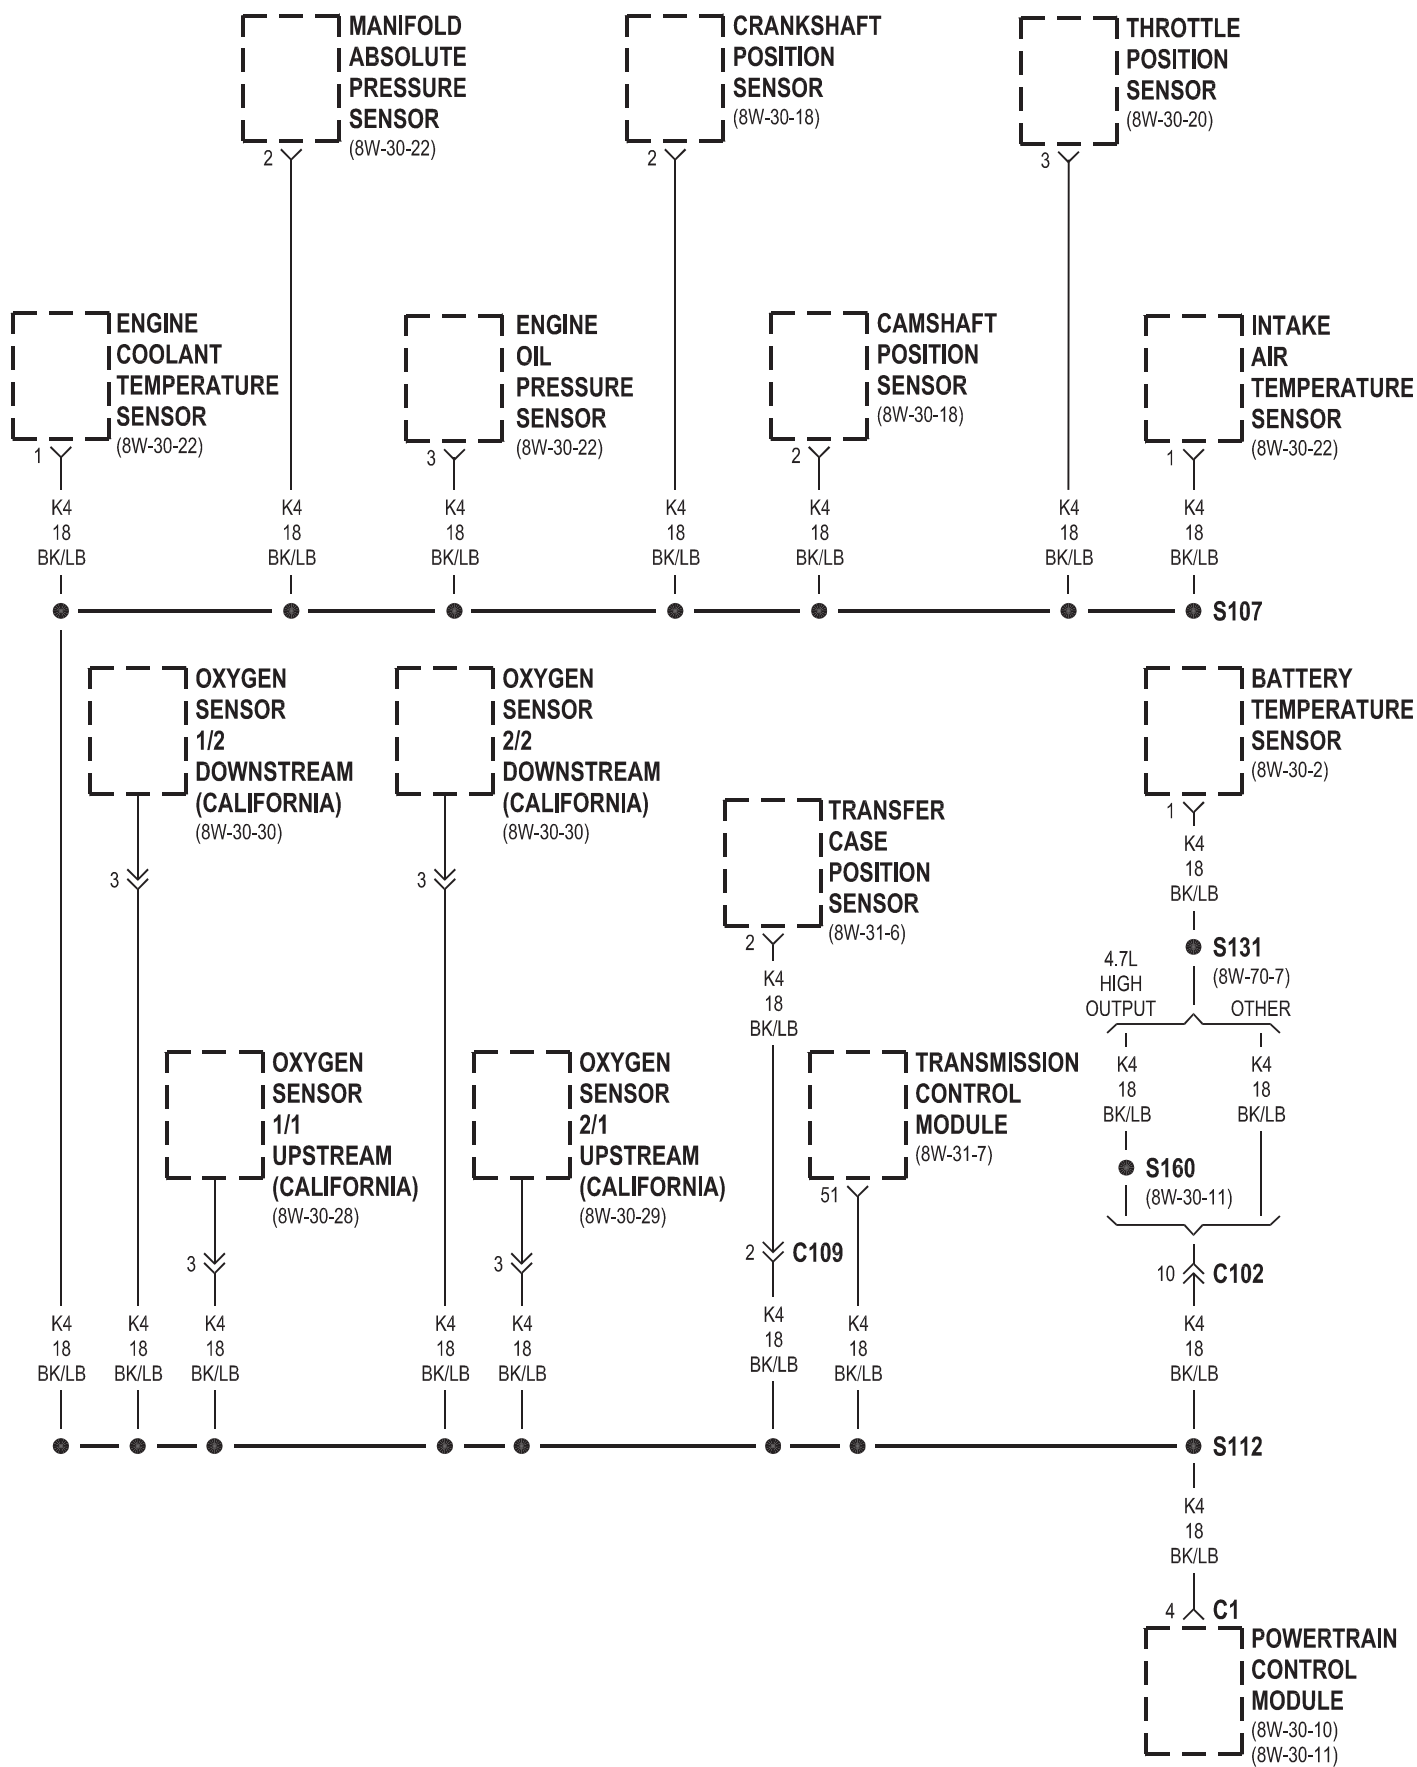 MANIFOLD
ABSOLUTE
PRESSURE
SENSOR
(8W-30-22)
2
CRANKSHAFT
POSITION
SENSOR
(8W-30-18)
2
THROTTLE
POSITION
SENSOR
(8W-30-20)
3
ENGINE
COOLANT
TEMPERATURE
SENSOR
(8W-30-22)
1
ENGINE
OIL
PRESSURE
SENSOR
(8W-30-22)
3
CAMSHAFT
POSITION
SENSOR
(8W-30-18)
2
INTAKE
AIR
TEMPERATURE
SENSOR
(8W-30-22)
1
K4 K4 K4 K4 K4 K4 K4
18 18 18 18 18 18 18
BK/LB BK/LB BK/LB BK/LB BK/LB BK/LB BK/LB
S107
OXYGEN
SENSOR
1/2
DOWNSTREAM
(CALIFORNIA)
(8W-30-30)
3
OXYGEN
SENSOR
2/2
DOWNSTREAM
(CALIFORNIA)
(8W-30-30)
3
BATTERY
TEMPERATURE
SENSOR
(8W-30-2)
1
K4
18
BK/LB
TRANSFER
CASE
POSITION
SENSOR
(8W-31-6)
2
K4
18
BK/LB
S131
(8W-70-7)
4.7L
HIGH
OUTPUT
OTHER
K4 K4
18 18
BK/LB BK/LB
S160
(8W-30-11)
OXYGEN
SENSOR
1/1
UPSTREAM
(CALIFORNIA)
(8W-30-28)
3
OXYGEN
SENSOR
2/1
UPSTREAM
(CALIFORNIA)
(8W-30-29)
3
TRANSMISSION
CONTROL
MODULE
(8W-31-7)
51
2 C109
10 C102
K4 K4 K4 K4 K4 K4 K4 K4
18 18 18 18 18 18 18 18
BK/LB BK/LB BK/LB BK/LB BK/LB BK/LB BK/LB BK/LB
S112
K4
18
BK/LB
4 C1
POWERTRAIN
CONTROL
MODULE
(8W-30-10)
(8W-30-11)